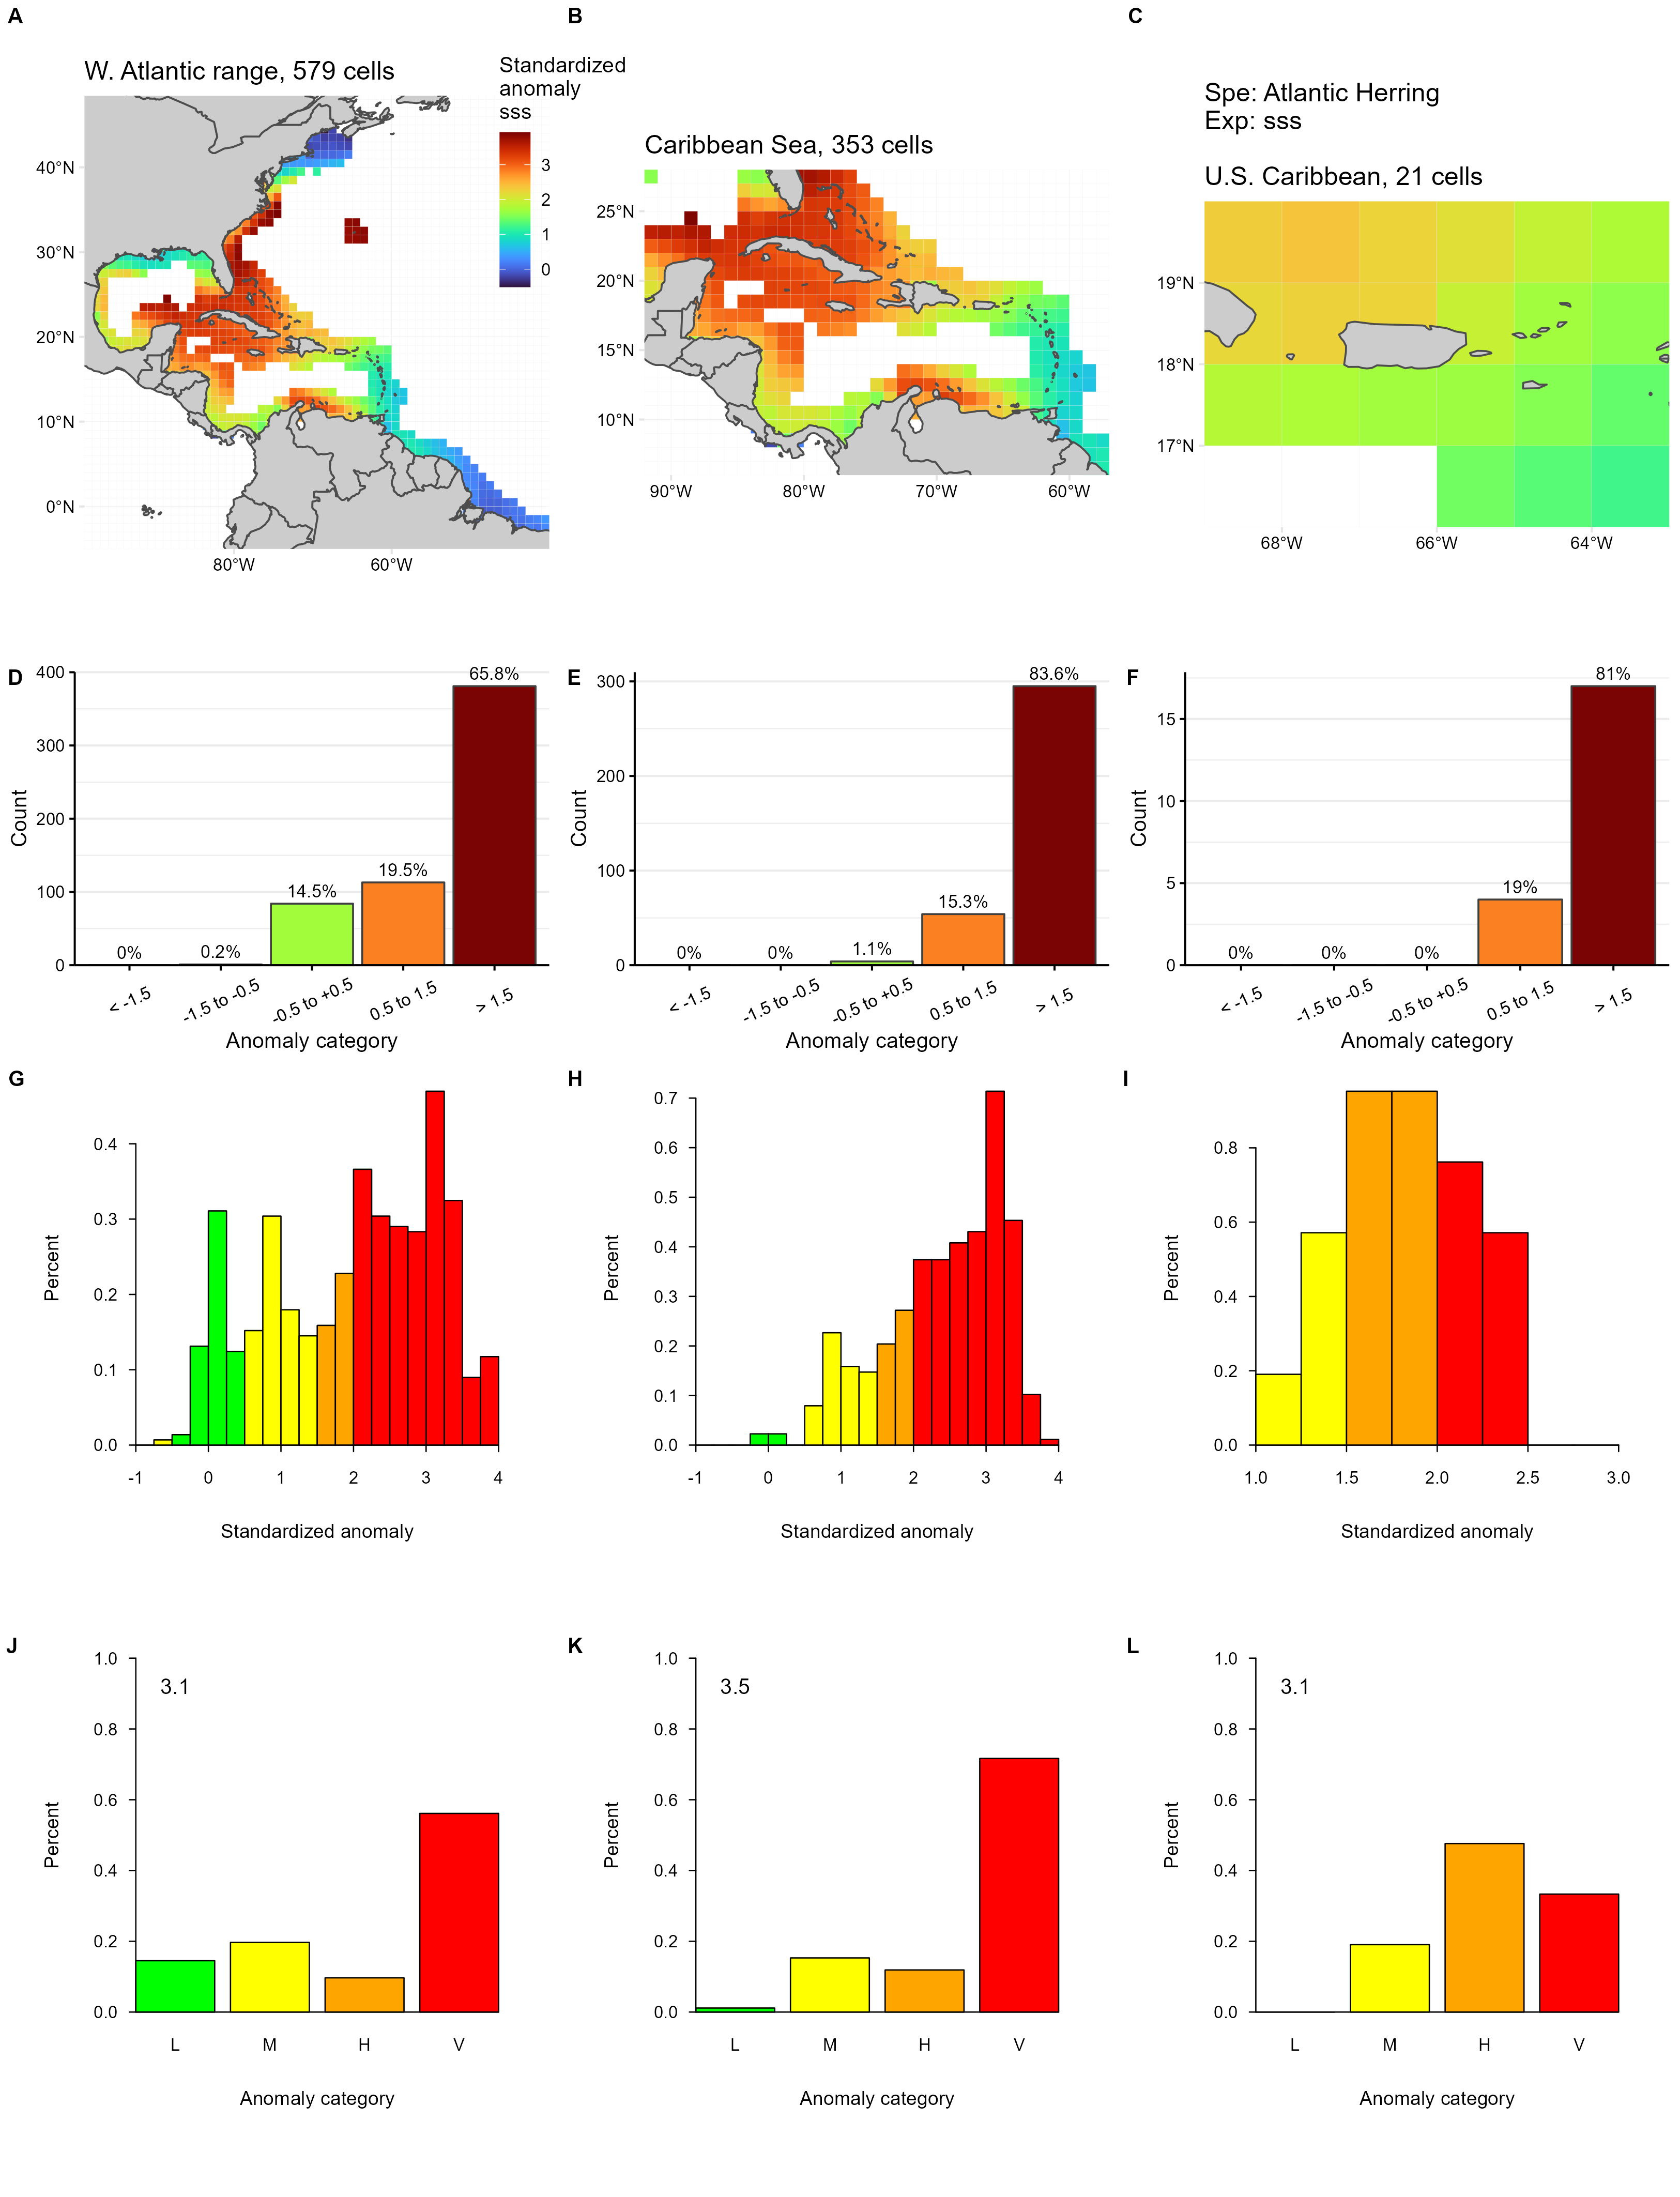 A
B
C
W. Atlantic range, 579 cells
Standardized
anomaly
sss
3
2
1
0
40°N
30°N
20°N
10°N
0°N
80°W
60°W
Caribbean Sea, 353 cells
25°N
20°N
15°N
10°N
90°W
80°W
70°W
60°W
Spe: Atlantic Herring
Exp: sss
U.S. Caribbean, 21 cells
19°N
18°N
17°N
68°W
66°W
64°W
D
400
300
200
100
0
Count
0%
0.2%
14.5%
19.5%
65.8%
< -1.5
-1.5 to -0.5
-0.5 to +0.5
0.5 to 1.5
> 1.5
Anomaly category
E
300
200
100
0
Count
0%
0%
1.1%
15.3%
83.6%
< -1.5
-1.5 to -0.5
-0.5 to +0.5
0.5 to 1.5
> 1.5
Anomaly category
F
15
10
5
0
Count
0%
0%
0%
19%
81%
< -1.5
-1.5 to -0.5
-0.5 to +0.5
0.5 to 1.5
> 1.5
Anomaly category
G
0.4
0.3
0.2
0.1
0.0
Percent
-1
0
1
2
3
4
Standardized anomaly
H
0.7
0.6
0.5
0.4
0.3
0.2
0.1
0.0
Percent
-1
0
1
2
3
4
Standardized anomaly
I
0.8
0.6
0.4
0.2
0.0
Percent
1.0
1.5
2.0
2.5
3.0
Standardized anomaly
J
3.1
1.0
0.8
0.6
0.4
0.2
0.0
Percent
L
M
H
V
Anomaly category
K
3.5
1.0
0.8
0.6
0.4
0.2
0.0
Percent
L
M
H
V
Anomaly category
L
3.1
1.0
0.8
0.6
0.4
0.2
0.0
Percent
L
M
H
V
Anomaly category